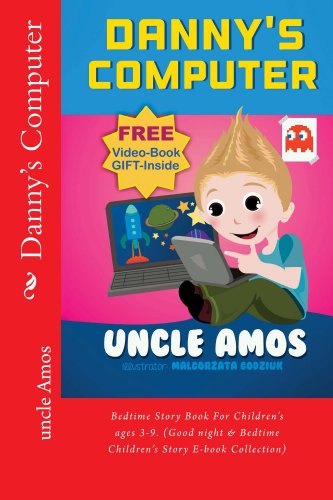 Danny's Computer
uncle Amos
DANNY'S
COMPUTER
FREE
Video-Book
GIFT-Inside
UNCLE AMOS
illustrator MALGORZATA GODZIUK
Bedtime Story Book For Children's
ages 3-9. (Good night & Bedtime
Children's Story E-book Collection)